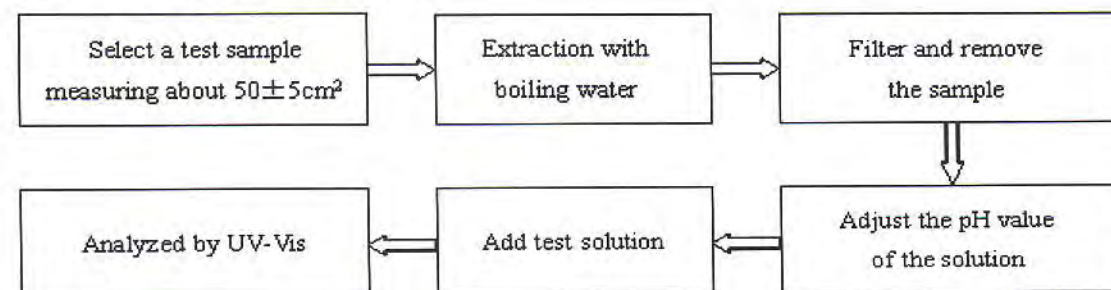 Select a test sample
measuring about 50±5cm²
Extraction with
boiling water
Filter and remove
the sample
Adjust the pH value
of the solution
Add test solution
Analyzed by UV-Vis